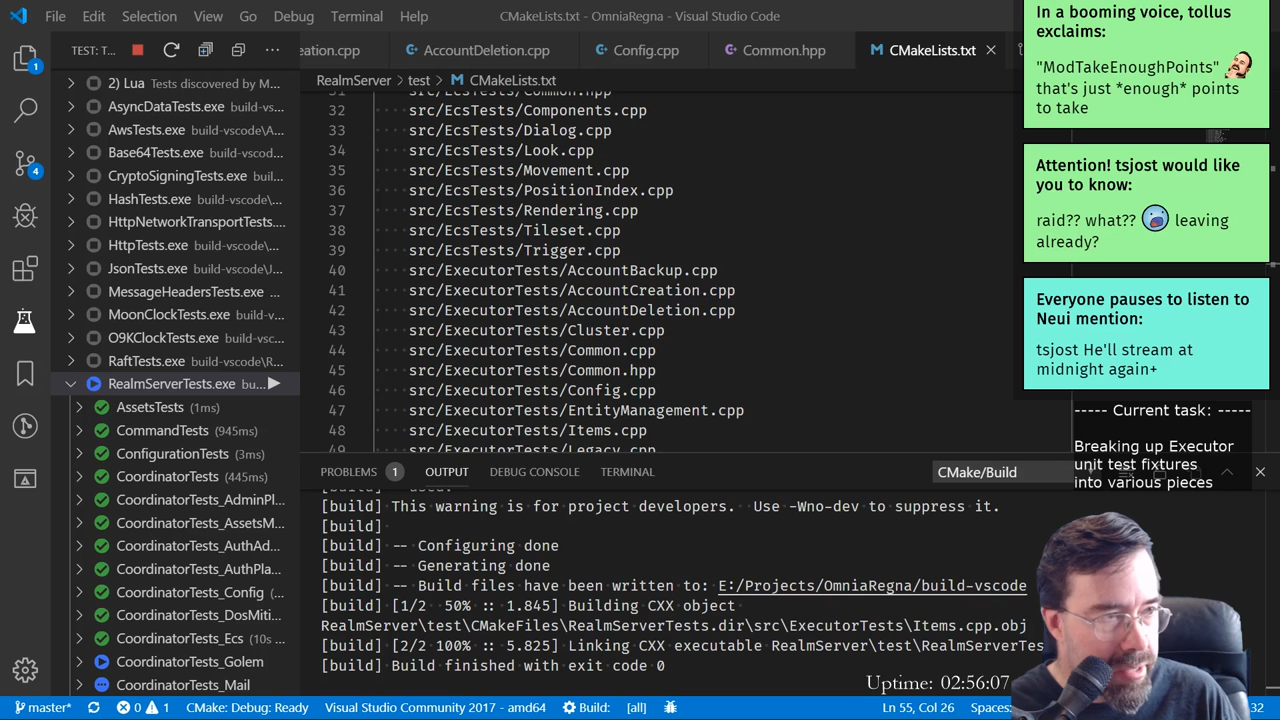 File Edit Selection View Go Debug Terminal Help CMakeLists.txt - OmniaRegna - Visual Studio Code
TEST: T... eation.cpp AccountDeletion.cpp Config.cpp Common.hpp CMakeLists.txt
RealmServer › test › CMakeLists.txt
1
4
2) Lua Tests discovered by M...
AsyncDataTests.exe build-vsco...
AwsTests.exe build-vscode\A...
Base64Tests.exe build-vscod...
CryptoSigningTests.exe build...
HashTests.exe build-vscode\...
HttpNetworkTransportTests....
HttpTests.exe build-vscode\...
JsonTests.exe build-vscode\...
MessageHeadersTests.exe ...
MoonClockTests.exe build-v...
O9KClockTests.exe build-vs...
RaftTests.exe build-vscode\R...
RealmServerTests.exe bu...
AssetsTests (1ms)
CommandTests (945ms)
ConfigurationTests (3ms)
CoordinatorTests (445ms)
CoordinatorTests_AdminPl...
CoordinatorTests_AssetsM...
CoordinatorTests_AuthAd...
CoordinatorTests_AuthPla...
CoordinatorTests_Config (...
CoordinatorTests_DosMiti...
CoordinatorTests_Ecs (10s ...
CoordinatorTests_Golem
CoordinatorTests_Mail
32 src/EcsTests/Components.cpp
33 src/EcsTests/Dialog.cpp
34 src/EcsTests/Look.cpp
35 src/EcsTests/Movement.cpp
36 src/EcsTests/PositionIndex.cpp
37 src/EcsTests/Rendering.cpp
38 src/EcsTests/Tileset.cpp
39 src/EcsTests/Trigger.cpp
40 src/ExecutorTests/AccountBackup.cpp
41 src/ExecutorTests/AccountCreation.cpp
42 src/ExecutorTests/AccountDeletion.cpp
43 src/ExecutorTests/Cluster.cpp
44 src/ExecutorTests/Common.cpp
45 src/ExecutorTests/Common.hpp
46 src/ExecutorTests/Config.cpp
47 src/ExecutorTests/EntityManagement.cpp
48 src/ExecutorTests/Items.cpp
49 src/ExecutorTests/Legacy.cpp
PROBLEMS 1 OUTPUT DEBUG CONSOLE TERMINAL CMake/Build
[build] used.
[build] This warning is for project developers. Use -Wno-dev to suppress it.
[build]
[build] -- Configuring done
[build] -- Generating done
[build] -- Build files have been written to: E:/Projects/OmniaRegna/build-vscode
[build] [1/2 50% :: 1.845] Building CXX object
RealmServer\test\CMakeFiles\RealmServerTests.dir\src\ExecutorTests\Items.cpp.obj
[build] [2/2 100% :: 5.825] Linking CXX executable RealmServer\test\RealmServerTes
[build] Build finished with exit code 0
In a booming voice, tollus
exclaims:
"ModTakeEnoughPoints"
that's just *enough* points
to take
Attention! tsjost would like
you to know:
raid?? what?? leaving
already?
Everyone pauses to listen to
Neui mention:
tsjost He'll stream at
midnight again+
----- Current task: -----
Breaking up Executor
unit test fixtures
into various pieces
Uptime: 02:56:07
master* 0 1 CMake: Debug: Ready Visual Studio Community 2017 - amd64 Build: [all] Ln 55, Col 26 Spaces: 32